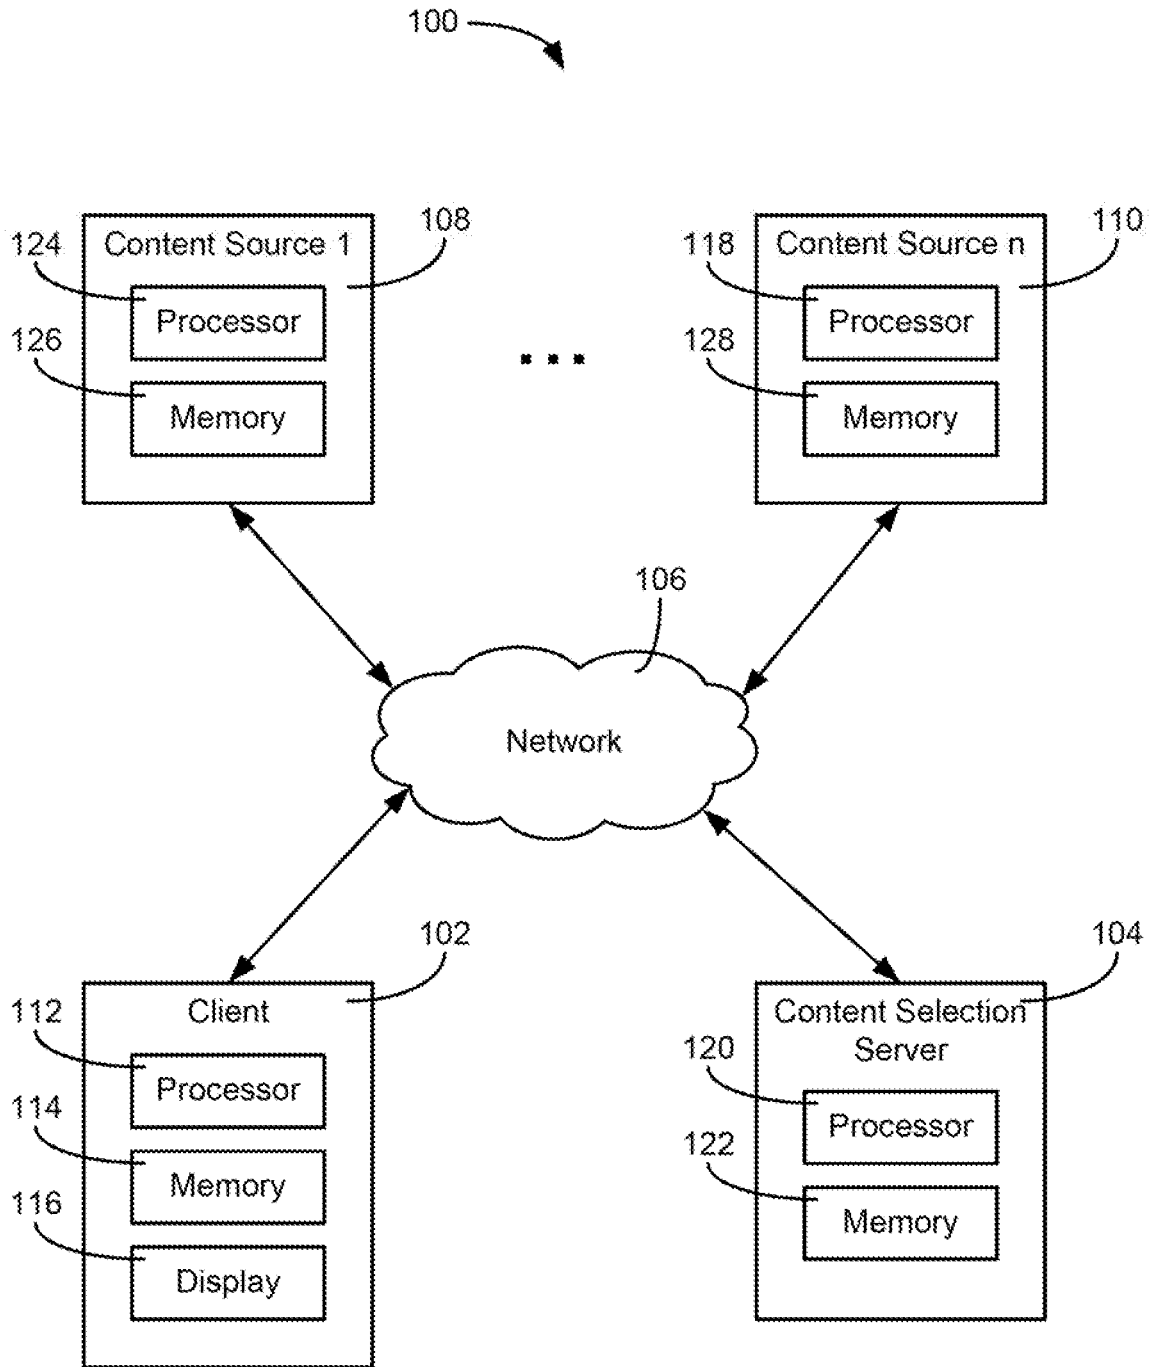 100
Content Source 1
108
124
Processor
126
Memory
. . .
Content Source n
110
118
Processor
128
Memory
106
Network
Client
102
112
Processor
114
Memory
116
Display
Content Selection
Server
104
120
Processor
122
Memory